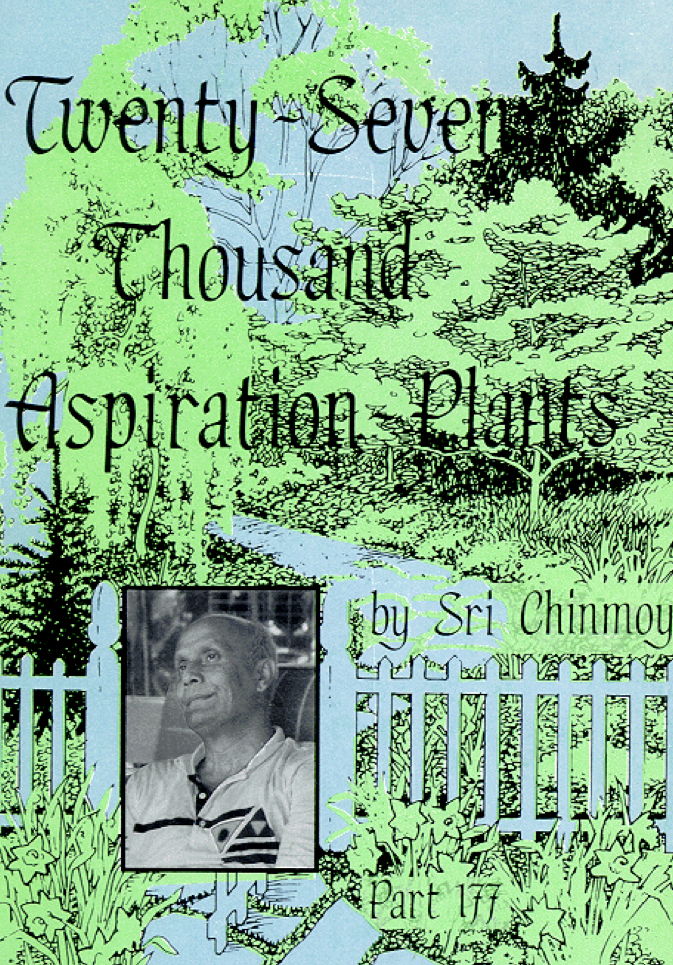 Twenty-Seven
Thousand
Aspiration-Plants
by Sri Chinmoy
Part 177